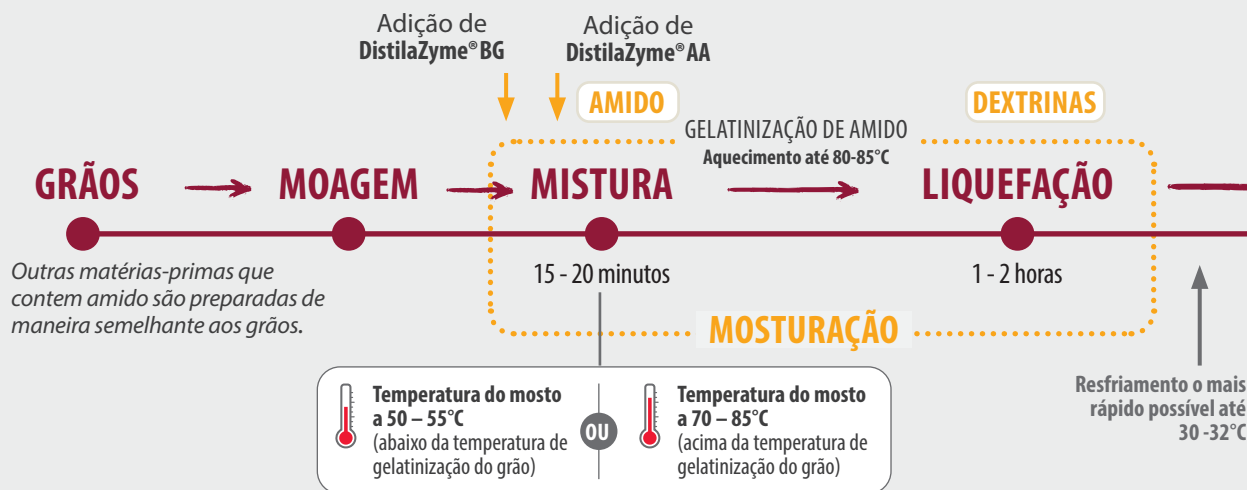 Adição de
DistilaZyme® BG
Adição de
DistilaZyme® AA
AMIDO
DEXTRINAS
GELATINIZAÇÃO DE AMIDO
Aquecimento até 80-85°C
GRÃOS
MOAGEM
MISTURA
LIQUEFAÇÃO
Outras matérias-primas que
contem amido são preparadas de
maneira semelhante aos grãos.
15 - 20 minutos
1 - 2 horas
MOSTURAÇÃO
Temperatura do mosto
a 50 – 55°C
(abaixo da temperatura de
gelatinização do grão)
OU
Temperatura do mosto
a 70 – 85°C
(acima da temperatura de
gelatinização do grão)
Resfriamento o mais
rápido possível até
30 -32°C